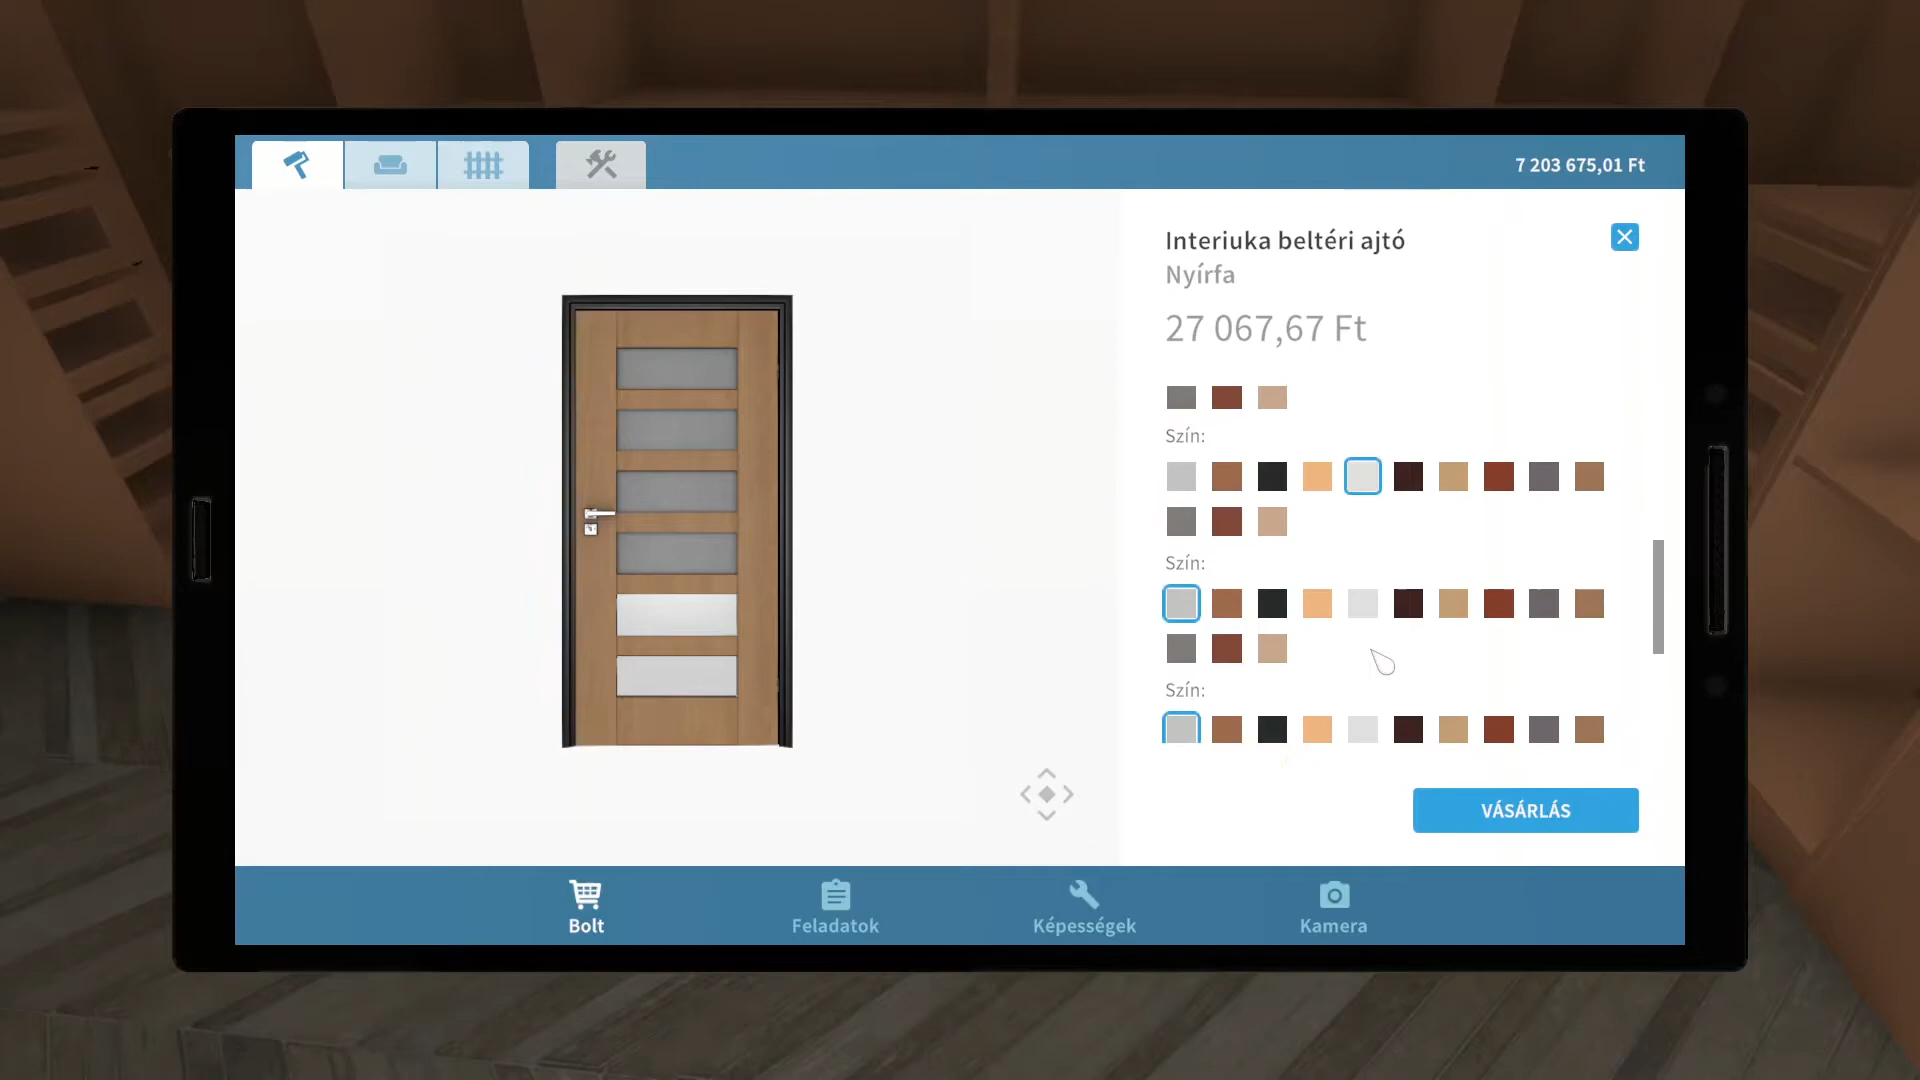 7 203 675,01 Ft
Interiuka beltéri ajtó
Nyírfa
27 067,67 Ft
Szín:
Szín:
Szín:
VÁSÁRLÁS
Bolt
Feladatok
Képességek
Kamera